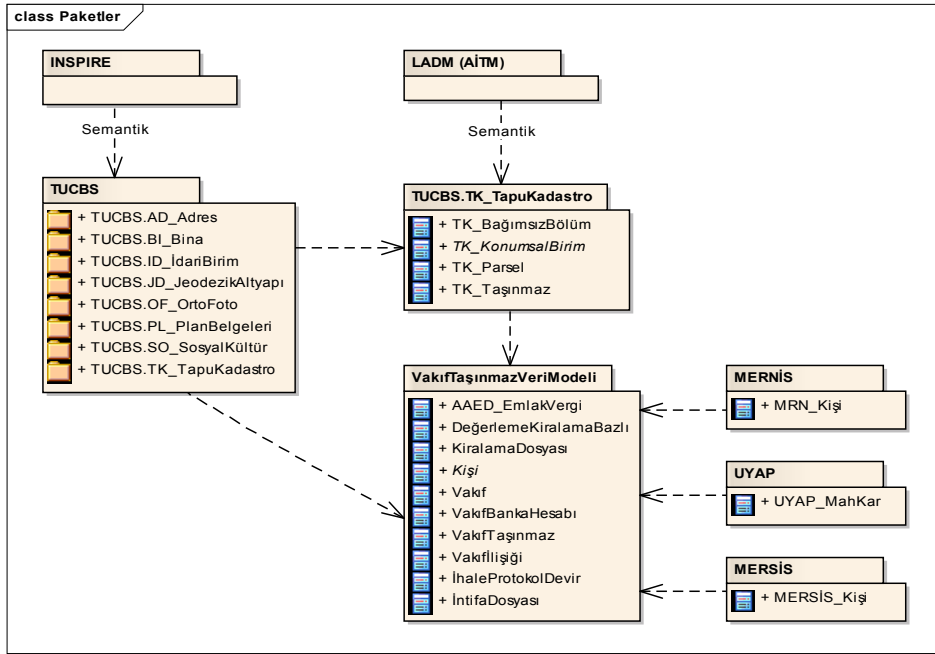 class Paketler
INSPIRE
LADM (AİTM)
Semantik
Semantik
TUCBS
+ TUCBS.AD_Adres
+ TUCBS.BI_Bina
+ TUCBS.ID_İdariBirim
+ TUCBS.JD_JeodezikAltyapı
+ TUCBS.OF_OrtoFoto
+ TUCBS.PL_PlanBelgeleri
+ TUCBS.SO_SosyalKültür
+ TUCBS.TK_TapuKadastro
TUCBS.TK_TapuKadastro
+ TK_BağımsızBölüm
+ TK_KonumsalBirim
+ TK_Parsel
+ TK_Taşınmaz
VakıfTaşınmazVeriModeli
+ AAED_EmlakVergi
+ DeğerlemeKiralamaBazlı
+ KiralamaDosyası
+ Kişi
+ Vakıf
+ VakıfBankaHesabı
+ VakıfTaşınmaz
+ Vakıfİlişiği
+ İhaleProtokolDevir
+ İntifaDosyası
MERNİS
+ MRN_Kişi
UYAP
+ UYAP_MahKar
MERSİS
+ MERSİS_Kişi